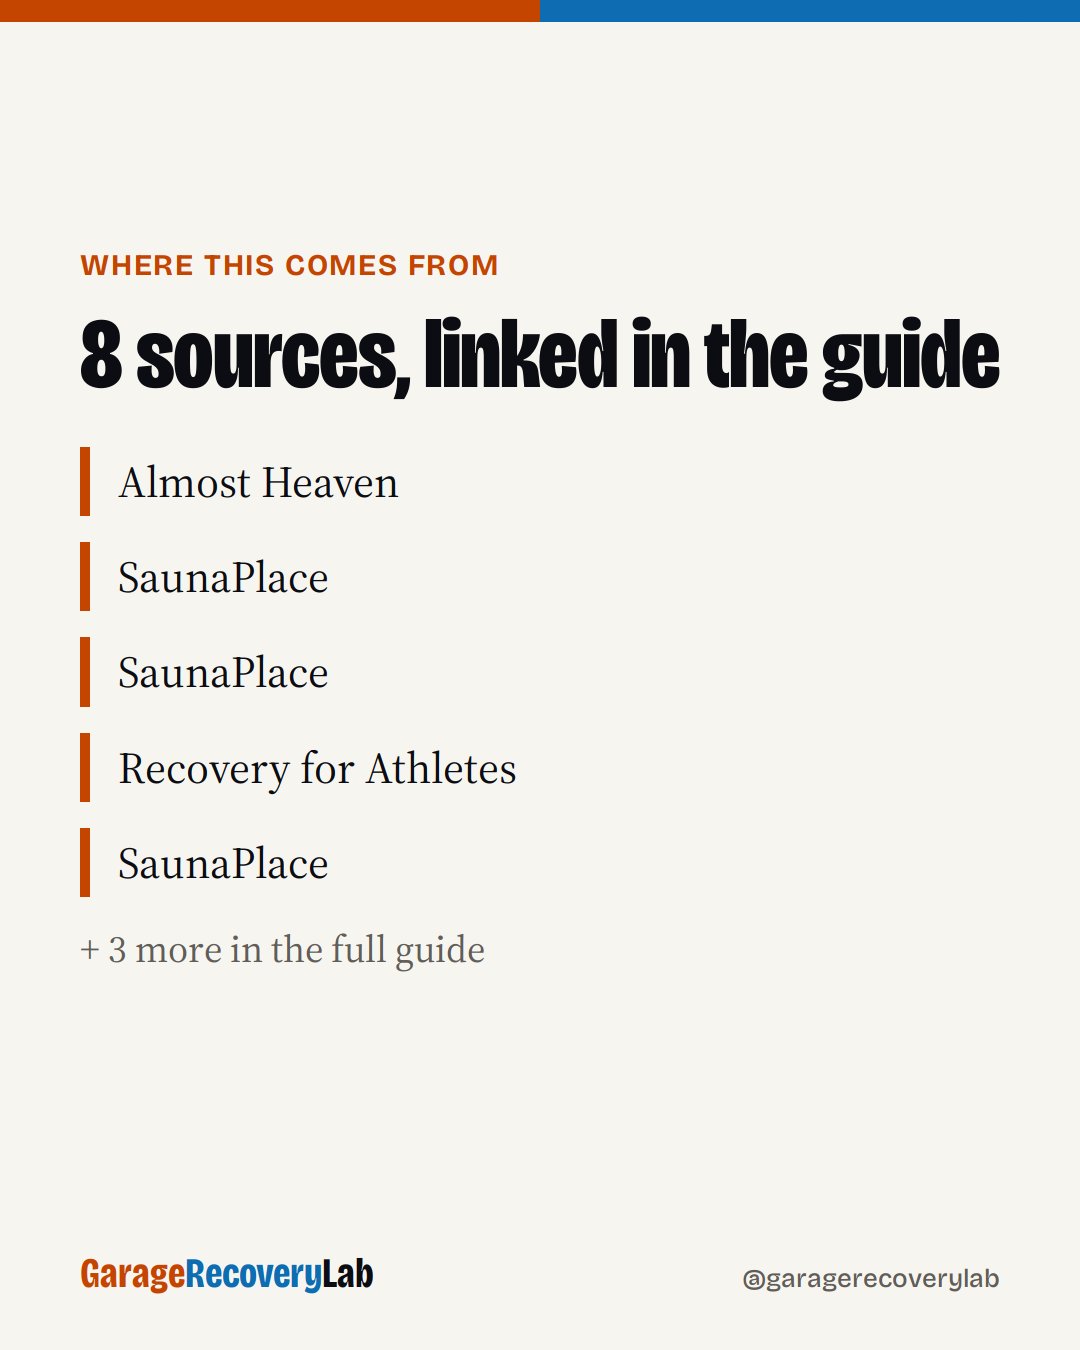 WHERE THIS COMES FROM
8 sources, linked in the guide
Almost Heaven
SaunaPlace
SaunaPlace
Recovery for Athletes
SaunaPlace
+ 3 more in the full guide
GarageRecoveryLab
@garagerecoverylab